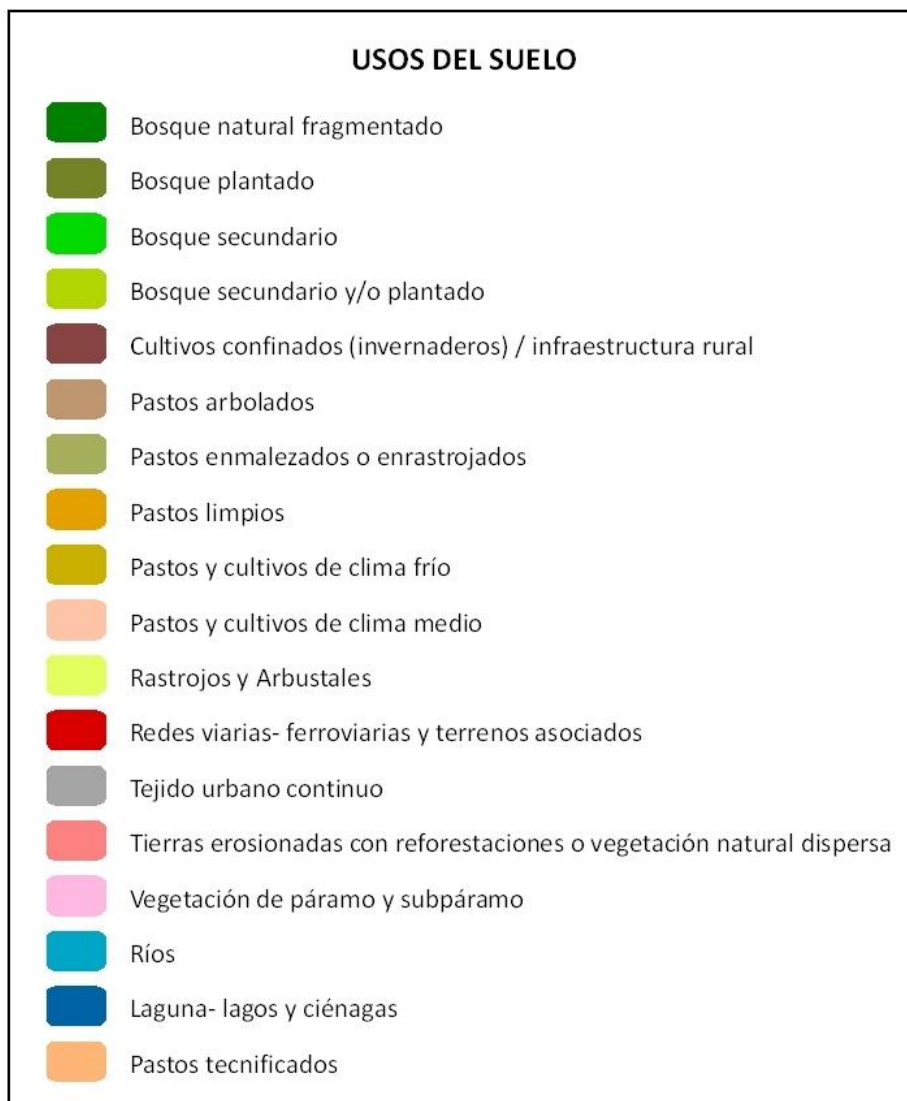 USOS DEL SUELO
Bosque natural fragmentado
Bosque plantado
Bosque secundario
Bosque secundario y/o plantado
Cultivos confinados (invernaderos) / infraestructura rural
Pastos arbolados
Pastos enmalezados o enrastrojados
Pastos limpios
Pastos y cultivos de clima frío
Pastos y cultivos de clima medio
Rastrojos y Arbustales
Redes viarias- ferroviarias y terrenos asociados
Tejido urbano continuo
Tierras erosionadas con reforestaciones o vegetación natural dispersa
Vegetación de páramo y subpáramo
Ríos
Laguna- lagos y ciénagas
Pastos tecnificados